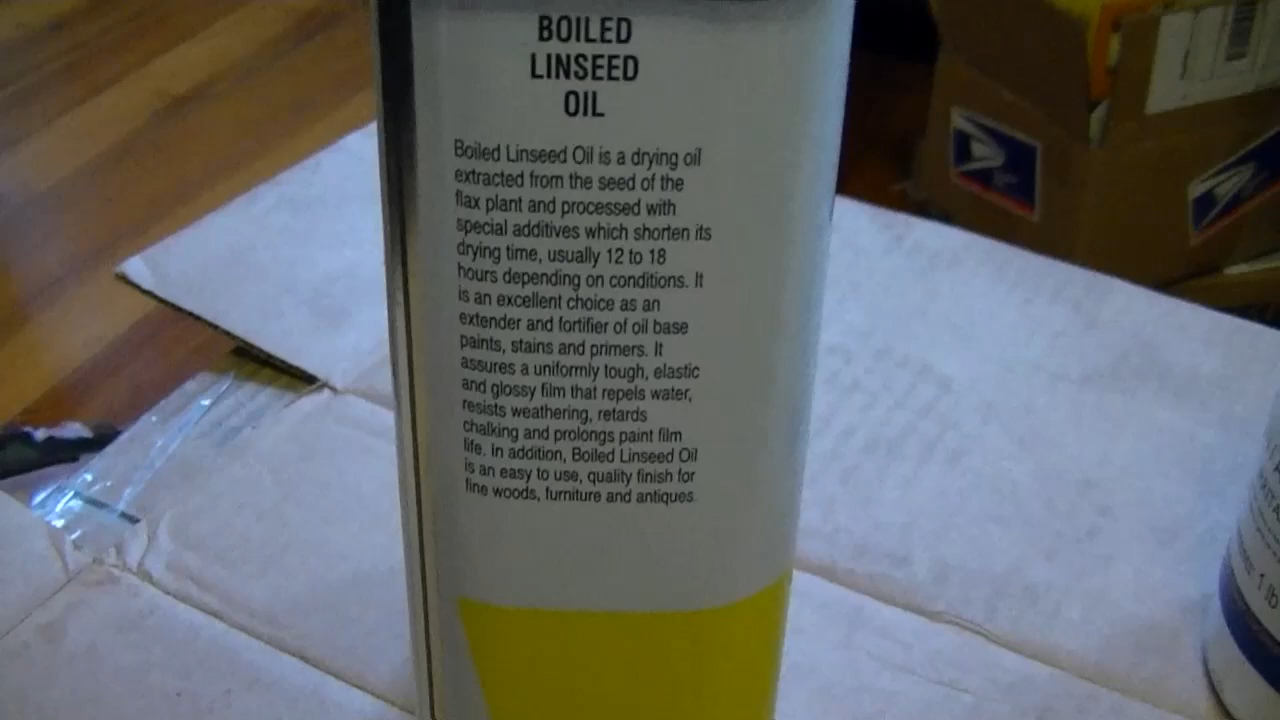 BOILED
LINSEED
OIL
Boiled Linseed Oil is a drying oil
extracted from the seed of the
flax plant and processed with
special additives which shorten its
drying time, usually 12 to 18
hours depending on conditions. It
is an excellent choice as an
extender and fortifier of oil base
paints, stains and primers. It
assures a uniformly tough, elastic
and glossy film that repels water,
resists weathering, retards
chalking and prolongs paint film
life. In addition, Boiled Linseed Oil
is an easy to use, quality finish for
fine woods, furniture and antiques.
1 lb